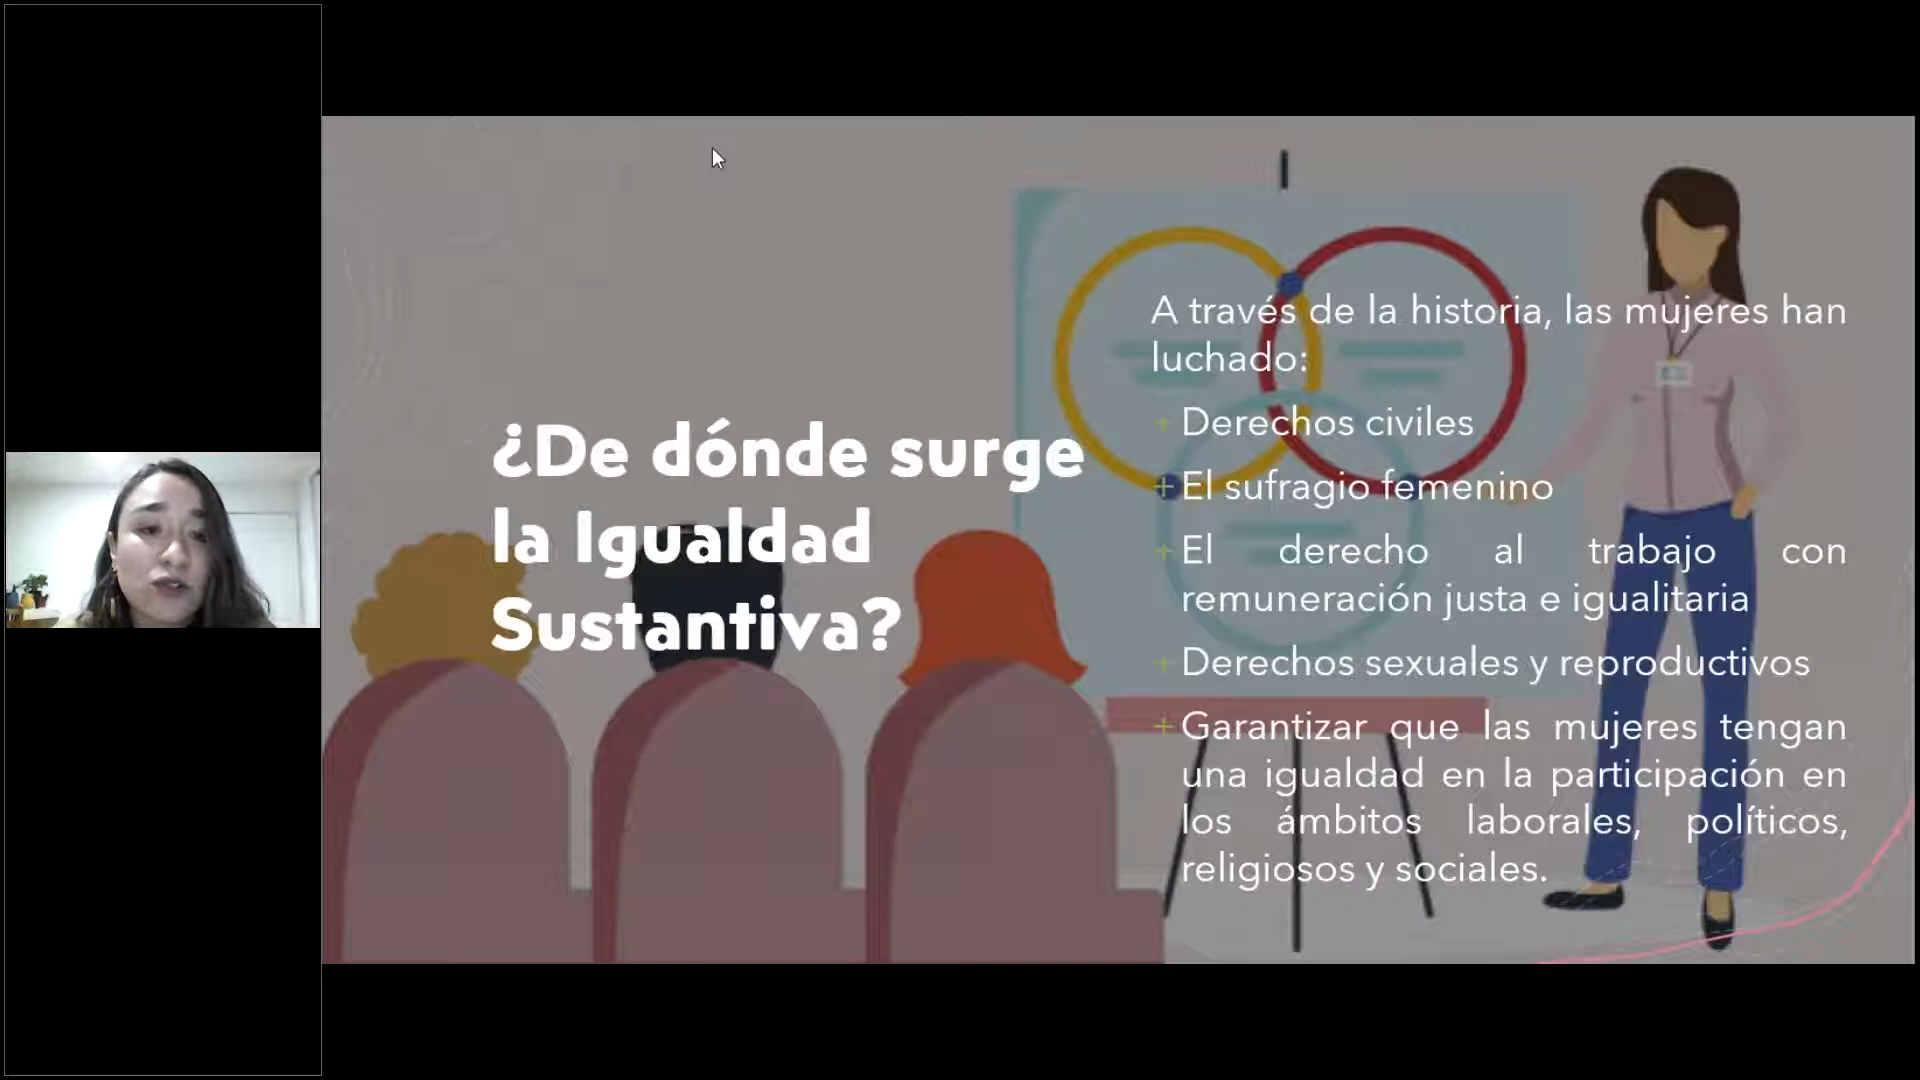 ¿De dónde surge
la Igualdad
Sustantiva?
A través de la historia, las mujeres han
luchado:
+ Derechos civiles
+ El sufragio femenino
+ El derecho al trabajo con
remuneración justa e igualitaria
+ Derechos sexuales y reproductivos
+ Garantizar que las mujeres tengan
una igualdad en la participación en
los ámbitos laborales, políticos,
religiosos y sociales.